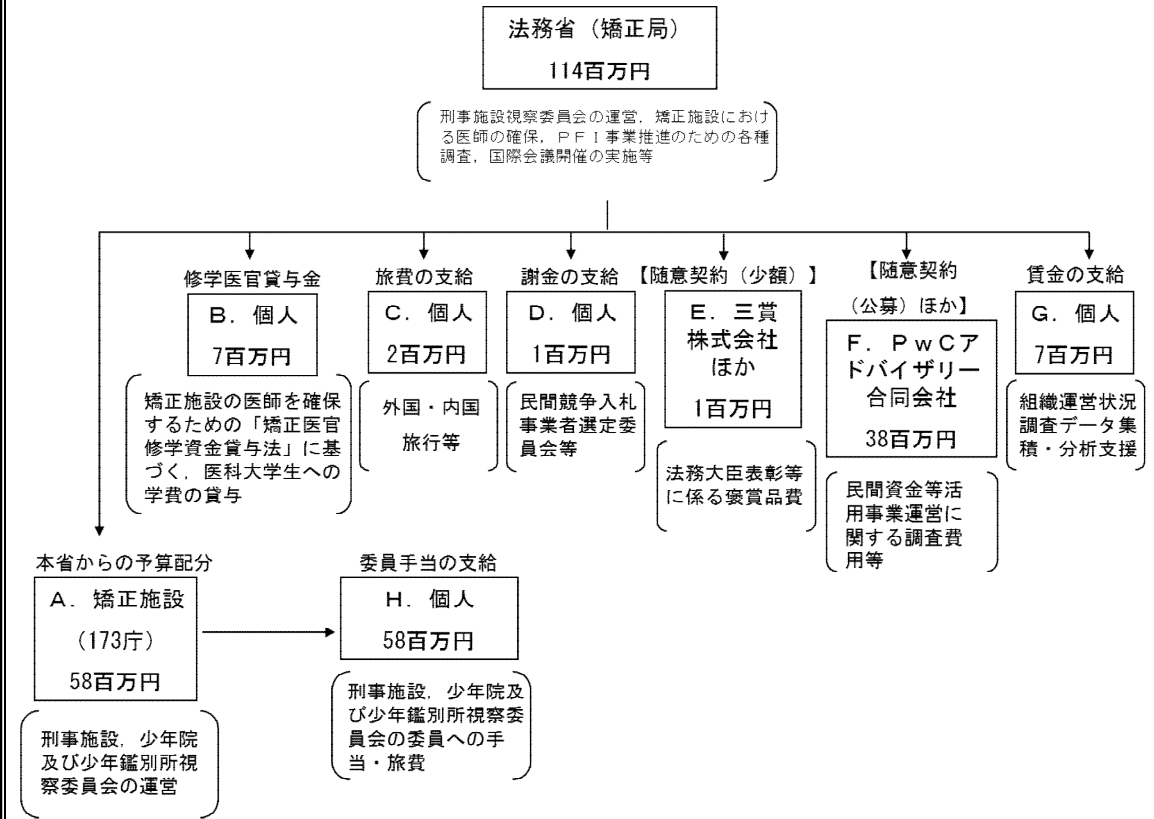 法務省（矯正局）
114百万円
刑事施設視察委員会の運営，矯正施設におけ
る医師の確保，ＰＦＩ事業推進のための各種
調査，国際会議開催の実施等
修学医官貸与金
Ｂ．個人
7百万円
矯正施設の医師を確保
するための「矯正医官
修学資金貸与法」に基
づく，医科大学生への
学費の貸与
旅費の支給
Ｃ．個人
2百万円
外国・内国
旅行等
謝金の支給
Ｄ．個人
1百万円
民間競争入札
事業者選定委
員会等
【随意契約（少額）】
Ｅ．三賞
株式会社
ほか
1百万円
法務大臣表彰等
に係る褒賞品費
【随意契約
（公募）ほか】
Ｆ．ＰｗＣア
ドバイザリー
合同会社
38百万円
民間資金等活
用事業運営に
関する調査費
用等
賃金の支給
Ｇ．個人
7百万円
組織運営状況
調査データ集
積・分析支援
本省からの予算配分
Ａ．矯正施設
（173庁）
58百万円
刑事施設，少年院
及び少年鑑別所視
察委員会の運営
委員手当の支給
Ｈ．個人
58百万円
刑事施設，少年院及
び少年鑑別所視察委
員会の委員への手
当・旅費